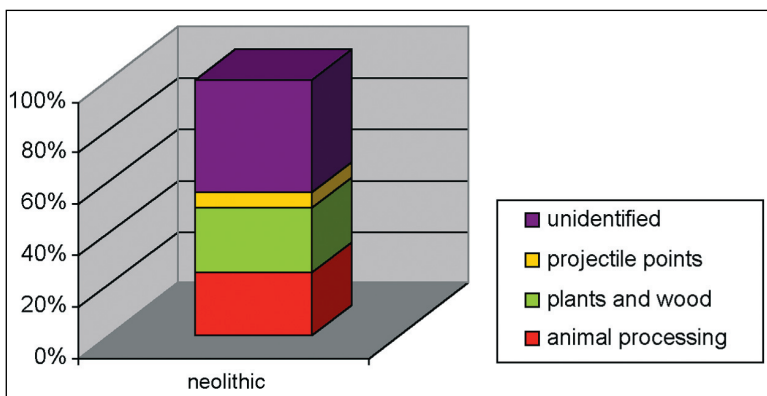 100%
80%
60%
40%
20%
0%
neolithic
unidentified
projectile points
plants and wood
animal processing